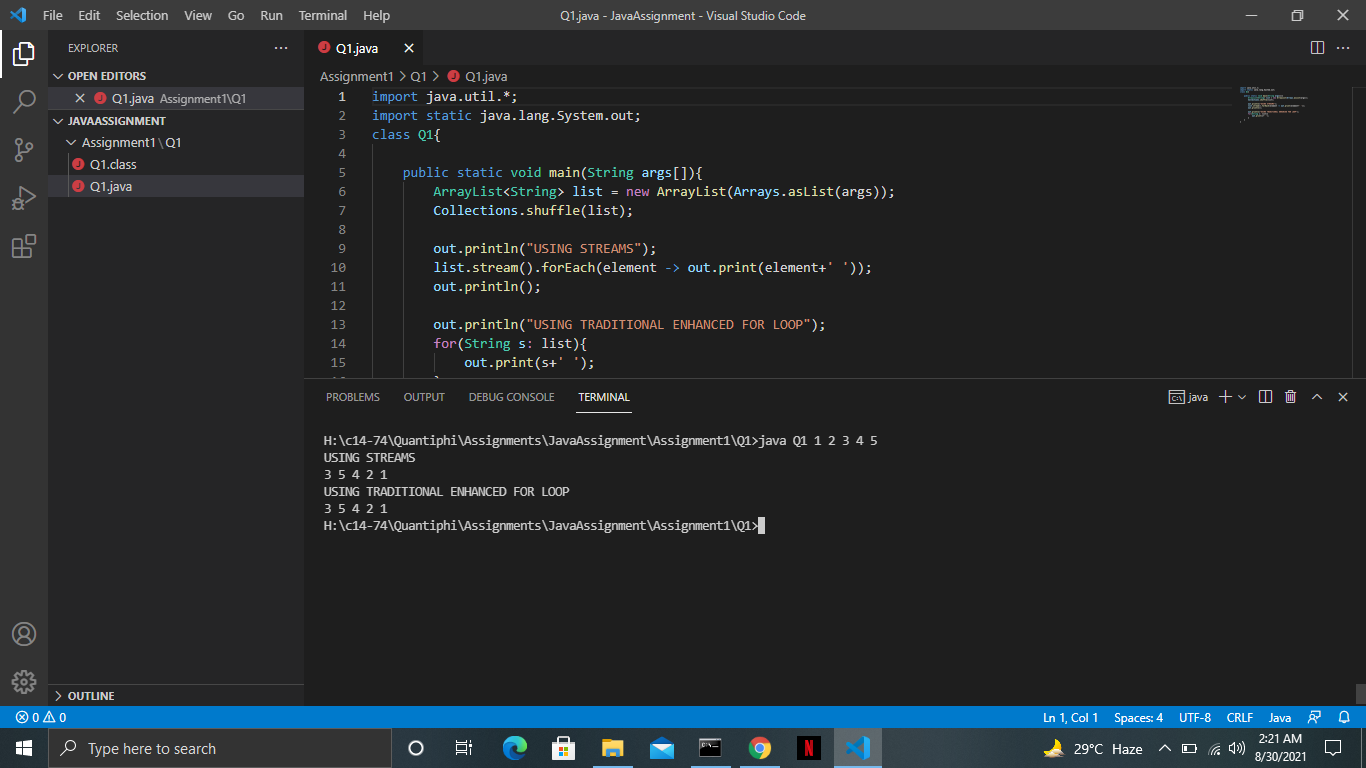 File Edit Selection View Go Run Terminal Help
Q1.java - JavaAssignment - Visual Studio Code
EXPLORER
OPEN EDITORS
Q1.java Assignment1\Q1
JAVAASSIGNMENT
Assignment1\Q1
Q1.class
Q1.java
OUTLINE
Q1.java
Assignment1 > Q1 > Q1.java
1 import java.util.*;
2 import static java.lang.System.out;
3 class Q1{
4
5 public static void main(String args[]){
6 ArrayList<String> list = new ArrayList(Arrays.asList(args));
7 Collections.shuffle(list);
8
9 out.println("USING STREAMS");
10 list.stream().forEach(element -> out.print(element+' '));
11 out.println();
12
13 out.println("USING TRADITIONAL ENHANCED FOR LOOP");
14 for(String s: list){
15 out.print(s+' ');
PROBLEMS OUTPUT DEBUG CONSOLE TERMINAL
java
H:\c14-74\Quantiphi\Assignments\JavaAssignment\Assignment1\Q1>java Q1 1 2 3 4 5
USING STREAMS
3 5 4 2 1
USING TRADITIONAL ENHANCED FOR LOOP
3 5 4 2 1
H:\c14-74\Quantiphi\Assignments\JavaAssignment\Assignment1\Q1>
0 0
Ln 1, Col 1 Spaces: 4 UTF-8 CRLF Java
Type here to search
29°C Haze
2:21 AM
8/30/2021